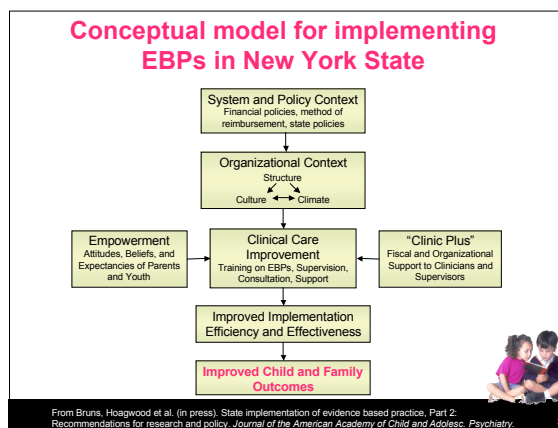 Conceptual model for implementing
EBPs in New York State
System and Policy Context
Financial policies, method of
reimbursement, state policies
Organizational Context
Structure
Culture Climate
Empowerment
Attitudes, Beliefs, and
Expectancies of Parents
and Youth
Clinical Care
Improvement
Training on EBPs, Supervision,
Consultation, Support
“Clinic Plus”
Fiscal and Organizational
Support to Clinicians and
Supervisors
Improved Implementation
Efficiency and Effectiveness
Improved Child and Family
Outcomes
From Bruns, Hoagwood et al. (in press). State implementation of evidence based practice, Part 2:
Recommendations for research and policy. Journal of the American Academy of Child and Adolesc. Psychiatry.